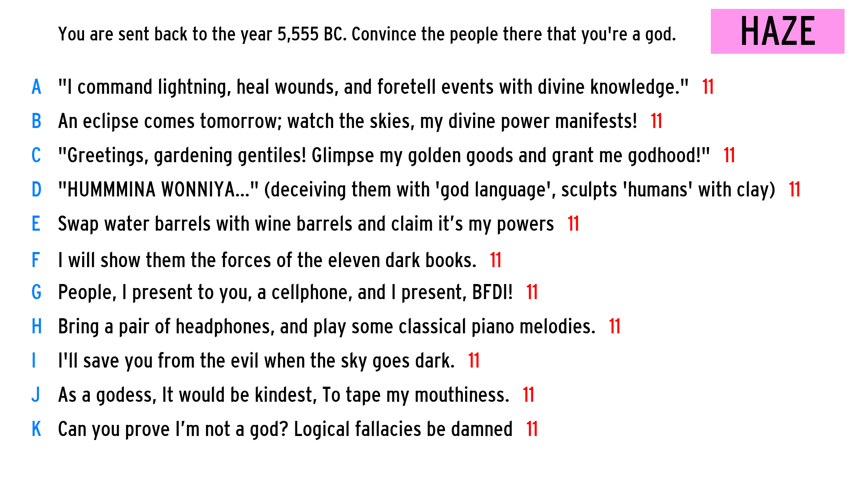 You are sent back to the year 5,555 BC. Convince the people there that you're a god.
HAZE
A "I command lightning, heal wounds, and foretell events with divine knowledge." 11
B An eclipse comes tomorrow; watch the skies, my divine power manifests! 11
C "Greetings, gardening gentiles! Glimpse my golden goods and grant me godhood!" 11
D "HUMMMINA WONNIYA..." (deceiving them with 'god language', sculpts 'humans' with clay) 11
E Swap water barrels with wine barrels and claim it’s my powers 11
F I will show them the forces of the eleven dark books. 11
G People, I present to you, a cellphone, and I present, BFDI! 11
H Bring a pair of headphones, and play some classical piano melodies. 11
I I'll save you from the evil when the sky goes dark. 11
J As a godess, It would be kindest, To tape my mouthiness. 11
K Can you prove I’m not a god? Logical fallacies be damned 11